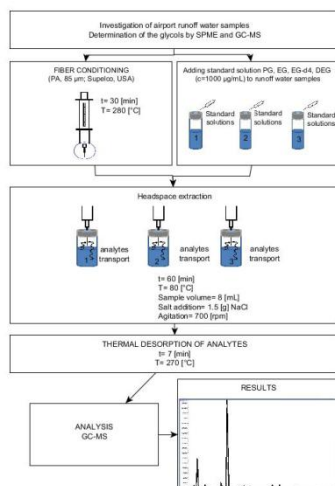 Investigation of airport runoff water samples
Determination of the glycols by SPME and GC-MS
FIBER CONDITIONING
(PA, 85 µm; Supelco, USA)
t= 30 [min]
T= 280 [°C]
Adding standard solution PG, EG, EG-d4, DEG
(c=1000 µg/mL) to runoff water samples
Standard
solutions
Standard
solutions
Standard
solutions
1
2
3
Headspace extraction
analytes
transport
analytes
transport
analytes
transport
1
2
3
t= 60 [min]
T= 80 [°C]
Sample volume= 8 [mL]
Salt addition= 1.5 [g] NaCl
Agitation= 700 [rpm]
THERMAL DESORPTION OF ANALYTES
t= 7 [min]
T= 270 [°C]
ANALYSIS
GC-MS
RESULTS